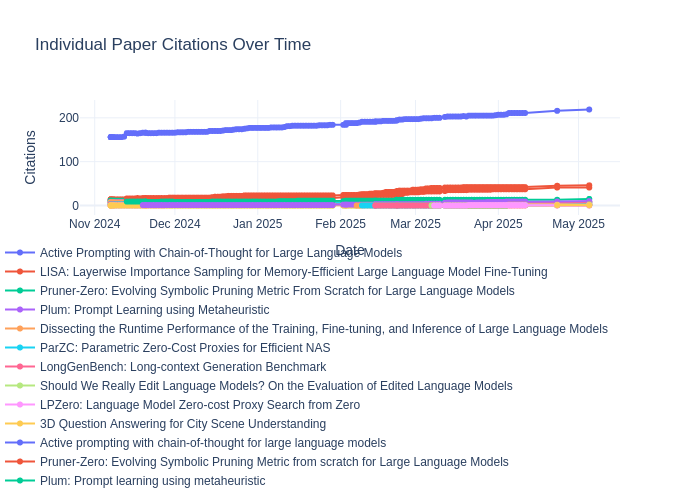 Individual Paper Citations Over Time
Citations
200
100
0
Nov 2024 Dec 2024 Jan 2025 Feb 2025 Mar 2025 Apr 2025 May 2025
Date
Active Prompting with Chain-of-Thought for Large Language Models
LISA: Layerwise Importance Sampling for Memory-Efficient Large Language Model Fine-Tuning
Pruner-Zero: Evolving Symbolic Pruning Metric From Scratch for Large Language Models
Plum: Prompt Learning using Metaheuristic
Dissecting the Runtime Performance of the Training, Fine-tuning, and Inference of Large Language Models
ParZC: Parametric Zero-Cost Proxies for Efficient NAS
LongGenBench: Long-context Generation Benchmark
Should We Really Edit Language Models? On the Evaluation of Edited Language Models
LPZero: Language Model Zero-cost Proxy Search from Zero
3D Question Answering for City Scene Understanding
Active prompting with chain-of-thought for large language models
Pruner-Zero: Evolving Symbolic Pruning Metric from scratch for Large Language Models
Plum: Prompt learning using metaheuristic